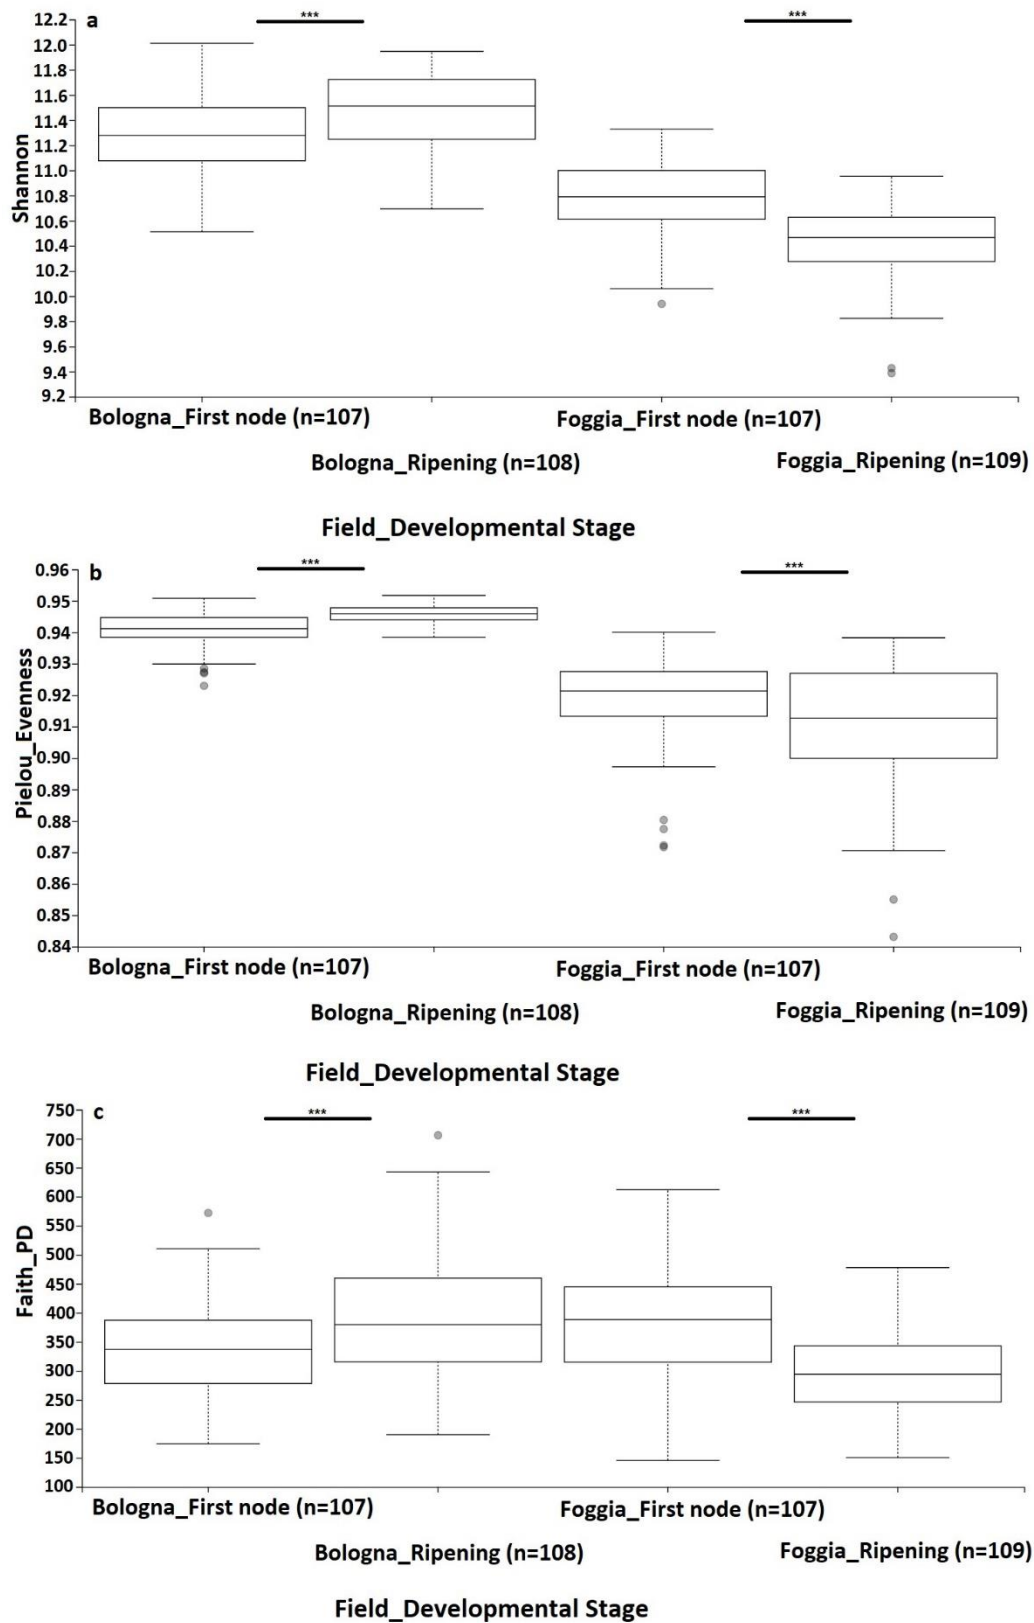 a
***
***
12.2
12.0
11.8
11.6
11.4
11.2
11.0
10.8
10.6
10.4
10.2
10.0
9.8
9.6
9.4
9.2
Shannon
Bologna_First node (n=107)
Foggia_First node (n=107)
Bologna_Ripening (n=108)
Foggia_Ripening (n=109)
Field_Developmental Stage
b
***
***
0.96
0.95
0.94
0.93
0.92
0.91
0.90
0.89
0.88
0.87
0.86
0.85
0.84
Pielou_Evenness
Bologna_First node (n=107)
Foggia_First node (n=107)
Bologna_Ripening (n=108)
Foggia_Ripening (n=109)
Field_Developmental Stage
c
***
***
750
700
650
600
550
500
450
400
350
300
250
200
150
100
Faith_PD
Bologna_First node (n=107)
Foggia_First node (n=107)
Bologna_Ripening (n=108)
Foggia_Ripening (n=109)
Field_Developmental Stage